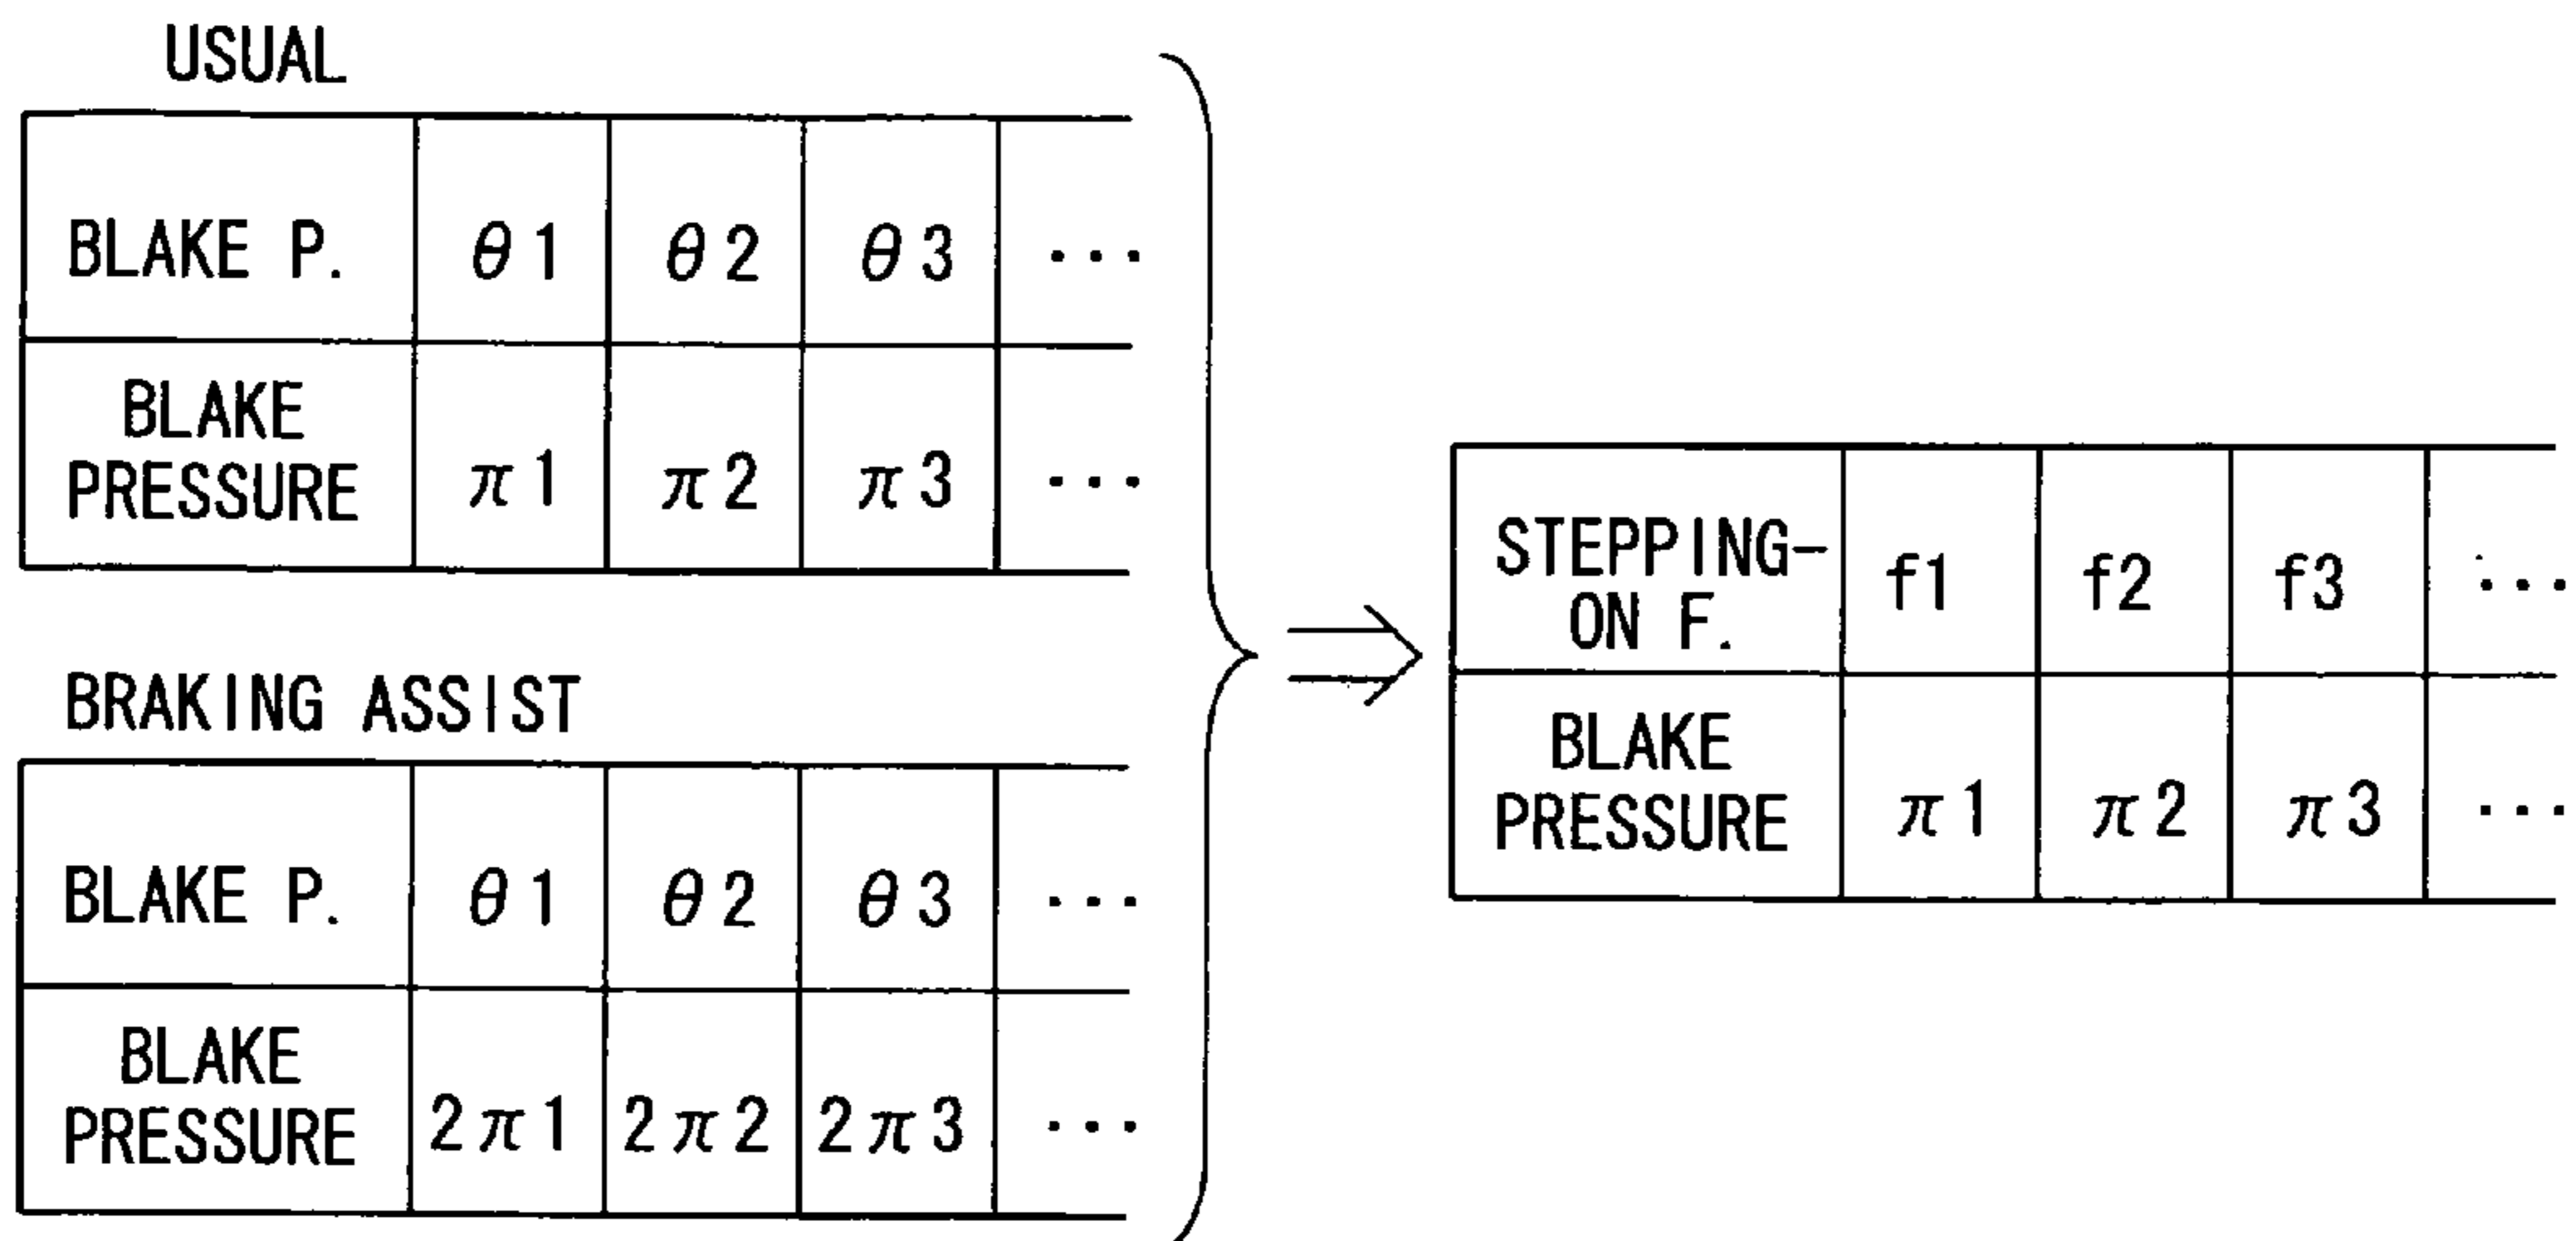 USUAL
BLAKE P. θ1 θ2 θ3 ...
BLAKE
PRESSURE π1 π2 π3 ...
BRAKING ASSIST
BLAKE P. θ1 θ2 θ3 ...
BLAKE
PRESSURE 2π1 2π2 2π3 ...
STEPPING-
ON F. f1 f2 f3 ...
BLAKE
PRESSURE π1 π2 π3 ...